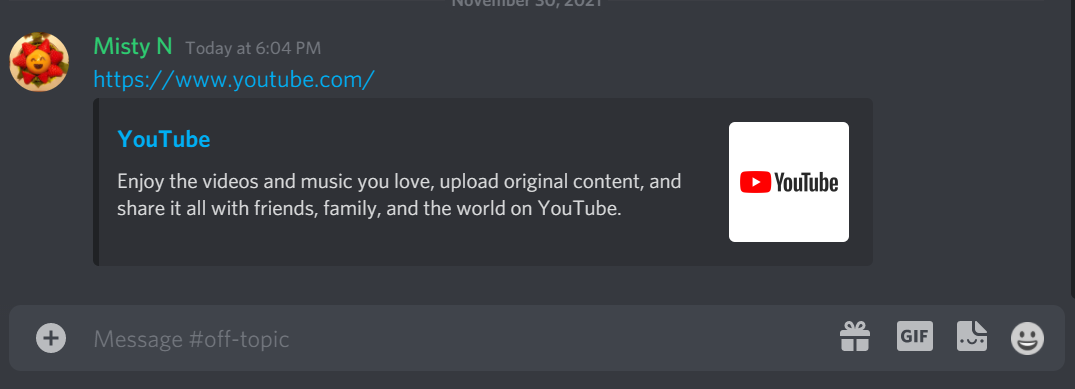 November 30, 2021
Misty N Today at 6:04 PM
https://www.youtube.com/
YouTube
Enjoy the videos and music you love, upload original content, and
share it all with friends, family, and the world on YouTube.
YouTube
Message #off-topic
GIF